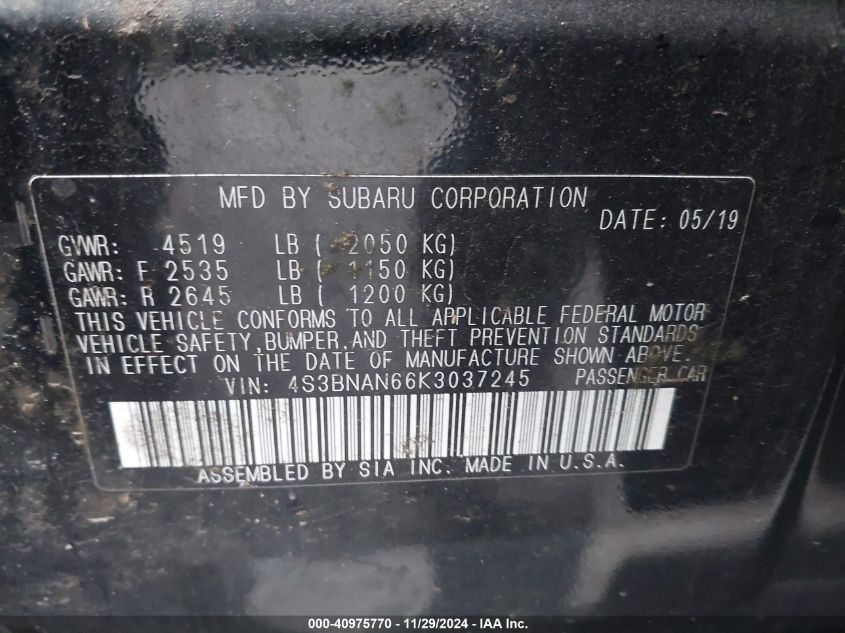 MFD BY SUBARU CORPORATION
DATE: 05/19
GVWR: 4519 LB ( 2050 KG)
GAWR: F 2535 LB ( 1150 KG)
GAWR: R 2645 LB ( 1200 KG)
THIS VEHICLE CONFORMS TO ALL APPLICABLE FEDERAL MOTOR
VEHICLE SAFETY, BUMPER, AND THEFT PREVENTION STANDARDS
IN EFFECT ON THE DATE OF MANUFACTURE SHOWN ABOVE.
VIN: 4S3BNAN66K3037245 PASSENGER CAR
ASSEMBLED BY SIA INC. MADE IN U.S.A.
000-40975770 - 11/29/2024 - IAA Inc.